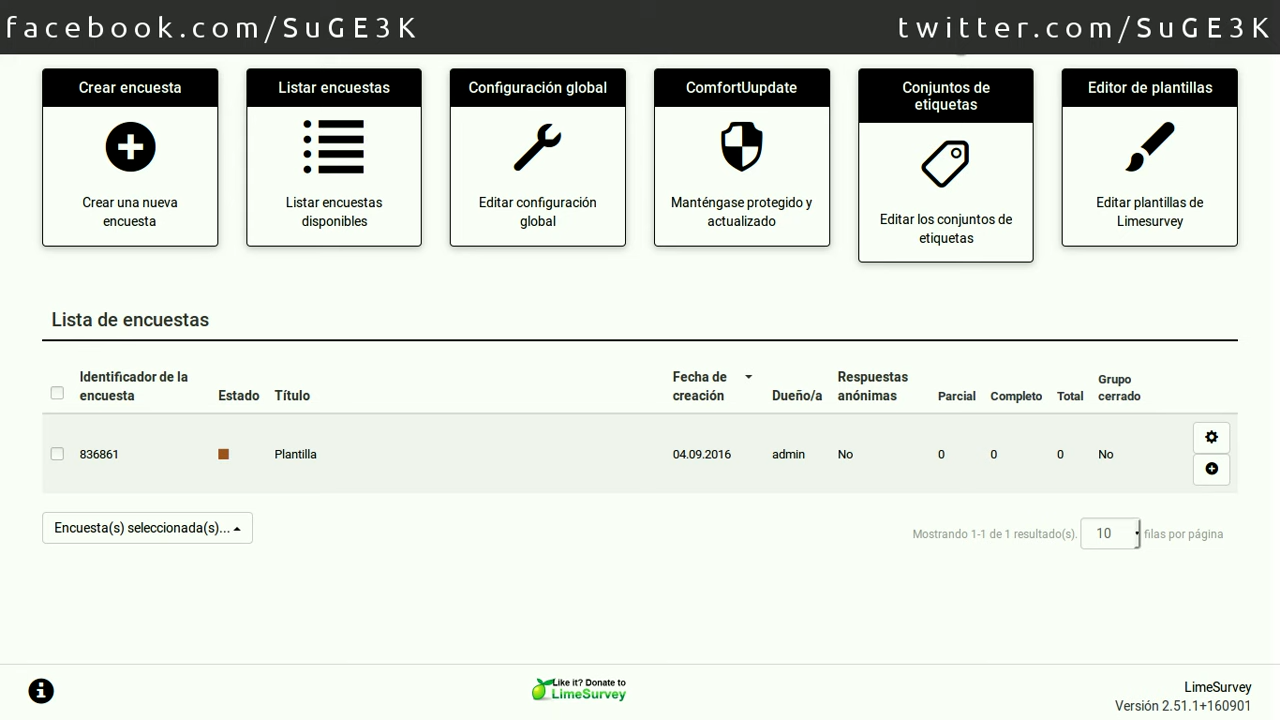 facebook.com/SuGE3K
twitter.com/SuGE3K
Crear encuesta
Crear una nueva
encuesta
Listar encuestas
Listar encuestas
disponibles
Configuración global
Editar configuración
global
ComfortUupdate
Manténgase protegido y
actualizado
Conjuntos de
etiquetas
Editar los conjuntos de
etiquetas
Editor de plantillas
Editar plantillas de
Limesurvey
Lista de encuestas
Identificador de la
encuesta
Estado
Título
Fecha de
creación
Dueño/a
Respuestas
anónimas
Parcial
Completo
Total
Grupo
cerrado
836861
Plantilla
04.09.2016
admin
No
0
0
0
No
Encuesta(s) seleccionada(s)...
Mostrando 1-1 de 1 resultado(s). 10 filas por página
Like it? Donate to
LimeSurvey
LimeSurvey
Versión 2.51.1+160901